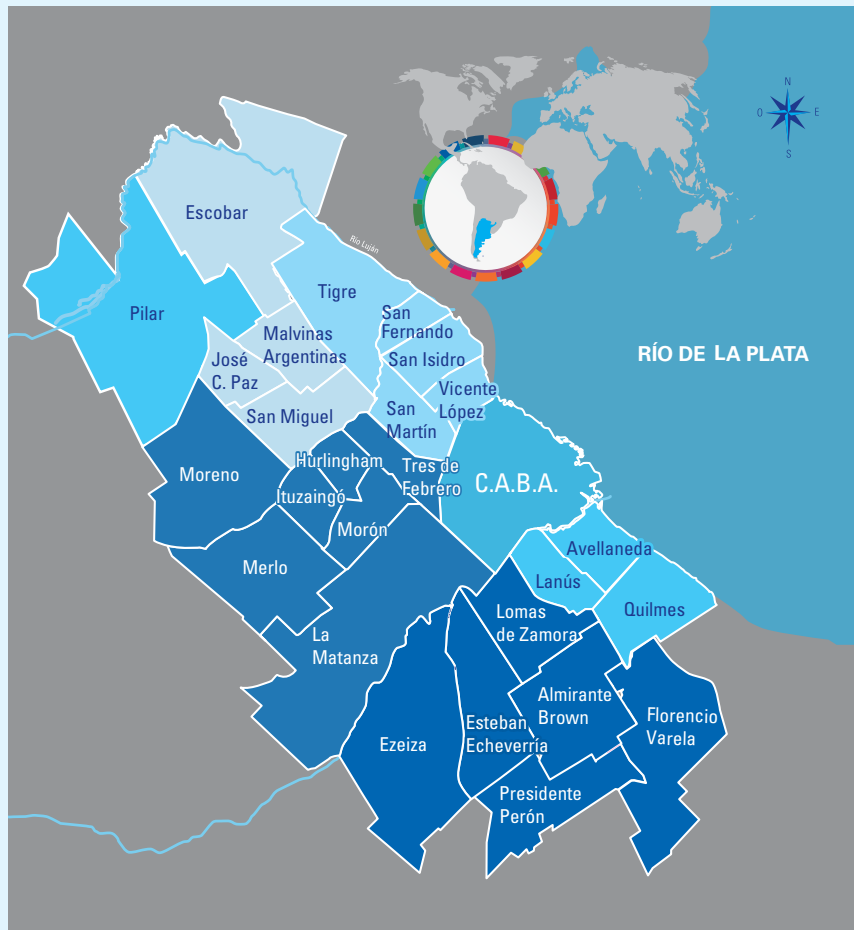 N
O
E
S
Escobar
Río Luján
Pilar
Tigre
San
Fernando
Malvinas
Argentinas
José
C. Paz
San Isidro
RÍO DE LA PLATA
Vicente
López
San Miguel
San
Martín
Moreno
Hurlingham
Tres de
Febrero
Ituzaingó
C.A.B.A.
Morón
Avellaneda
Merlo
Lanús
Quilmes
Lomas
de Zamora
La
Matanza
Almirante
Brown
Florencio
Varela
Esteban
Echeverría
Ezeiza
Presidente
Perón